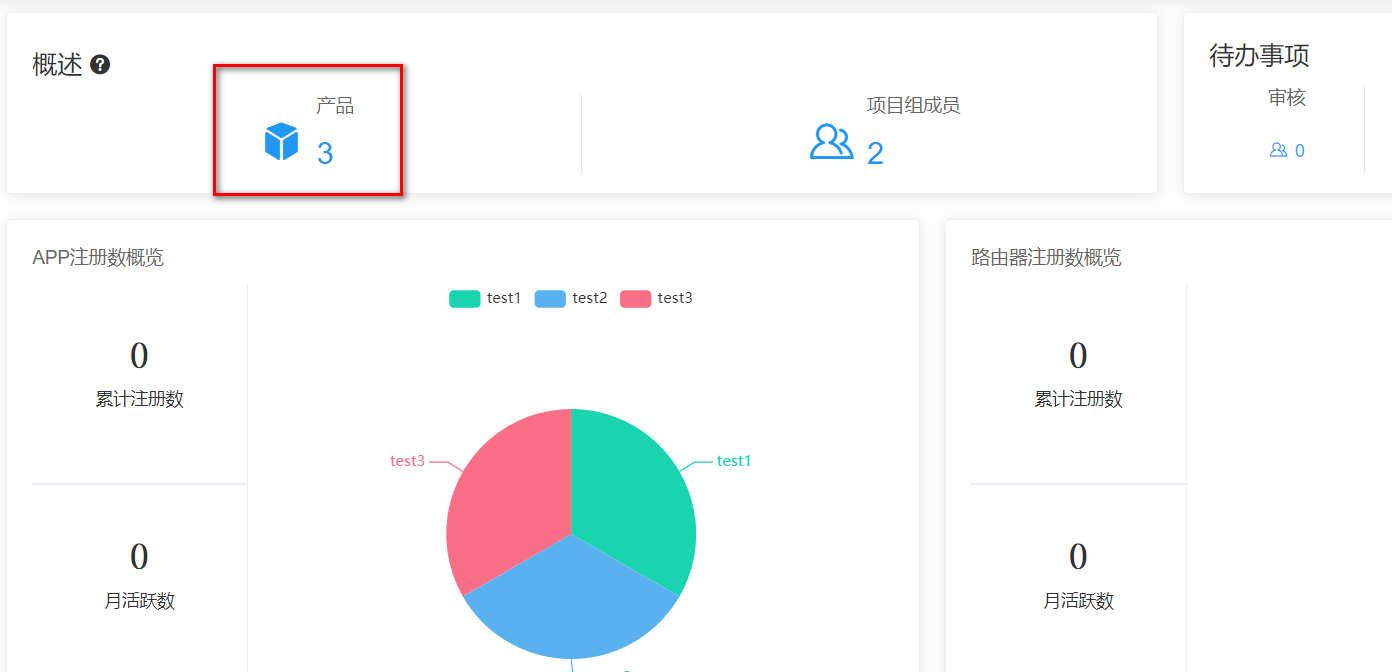 概述
产品
3
项目组成员
2
待办事项
审核
0
APP注册数概览
0
累计注册数
0
月活跃数
test1 test2 test3
test3
test1
路由器注册数概览
0
累计注册数
0
月活跃数